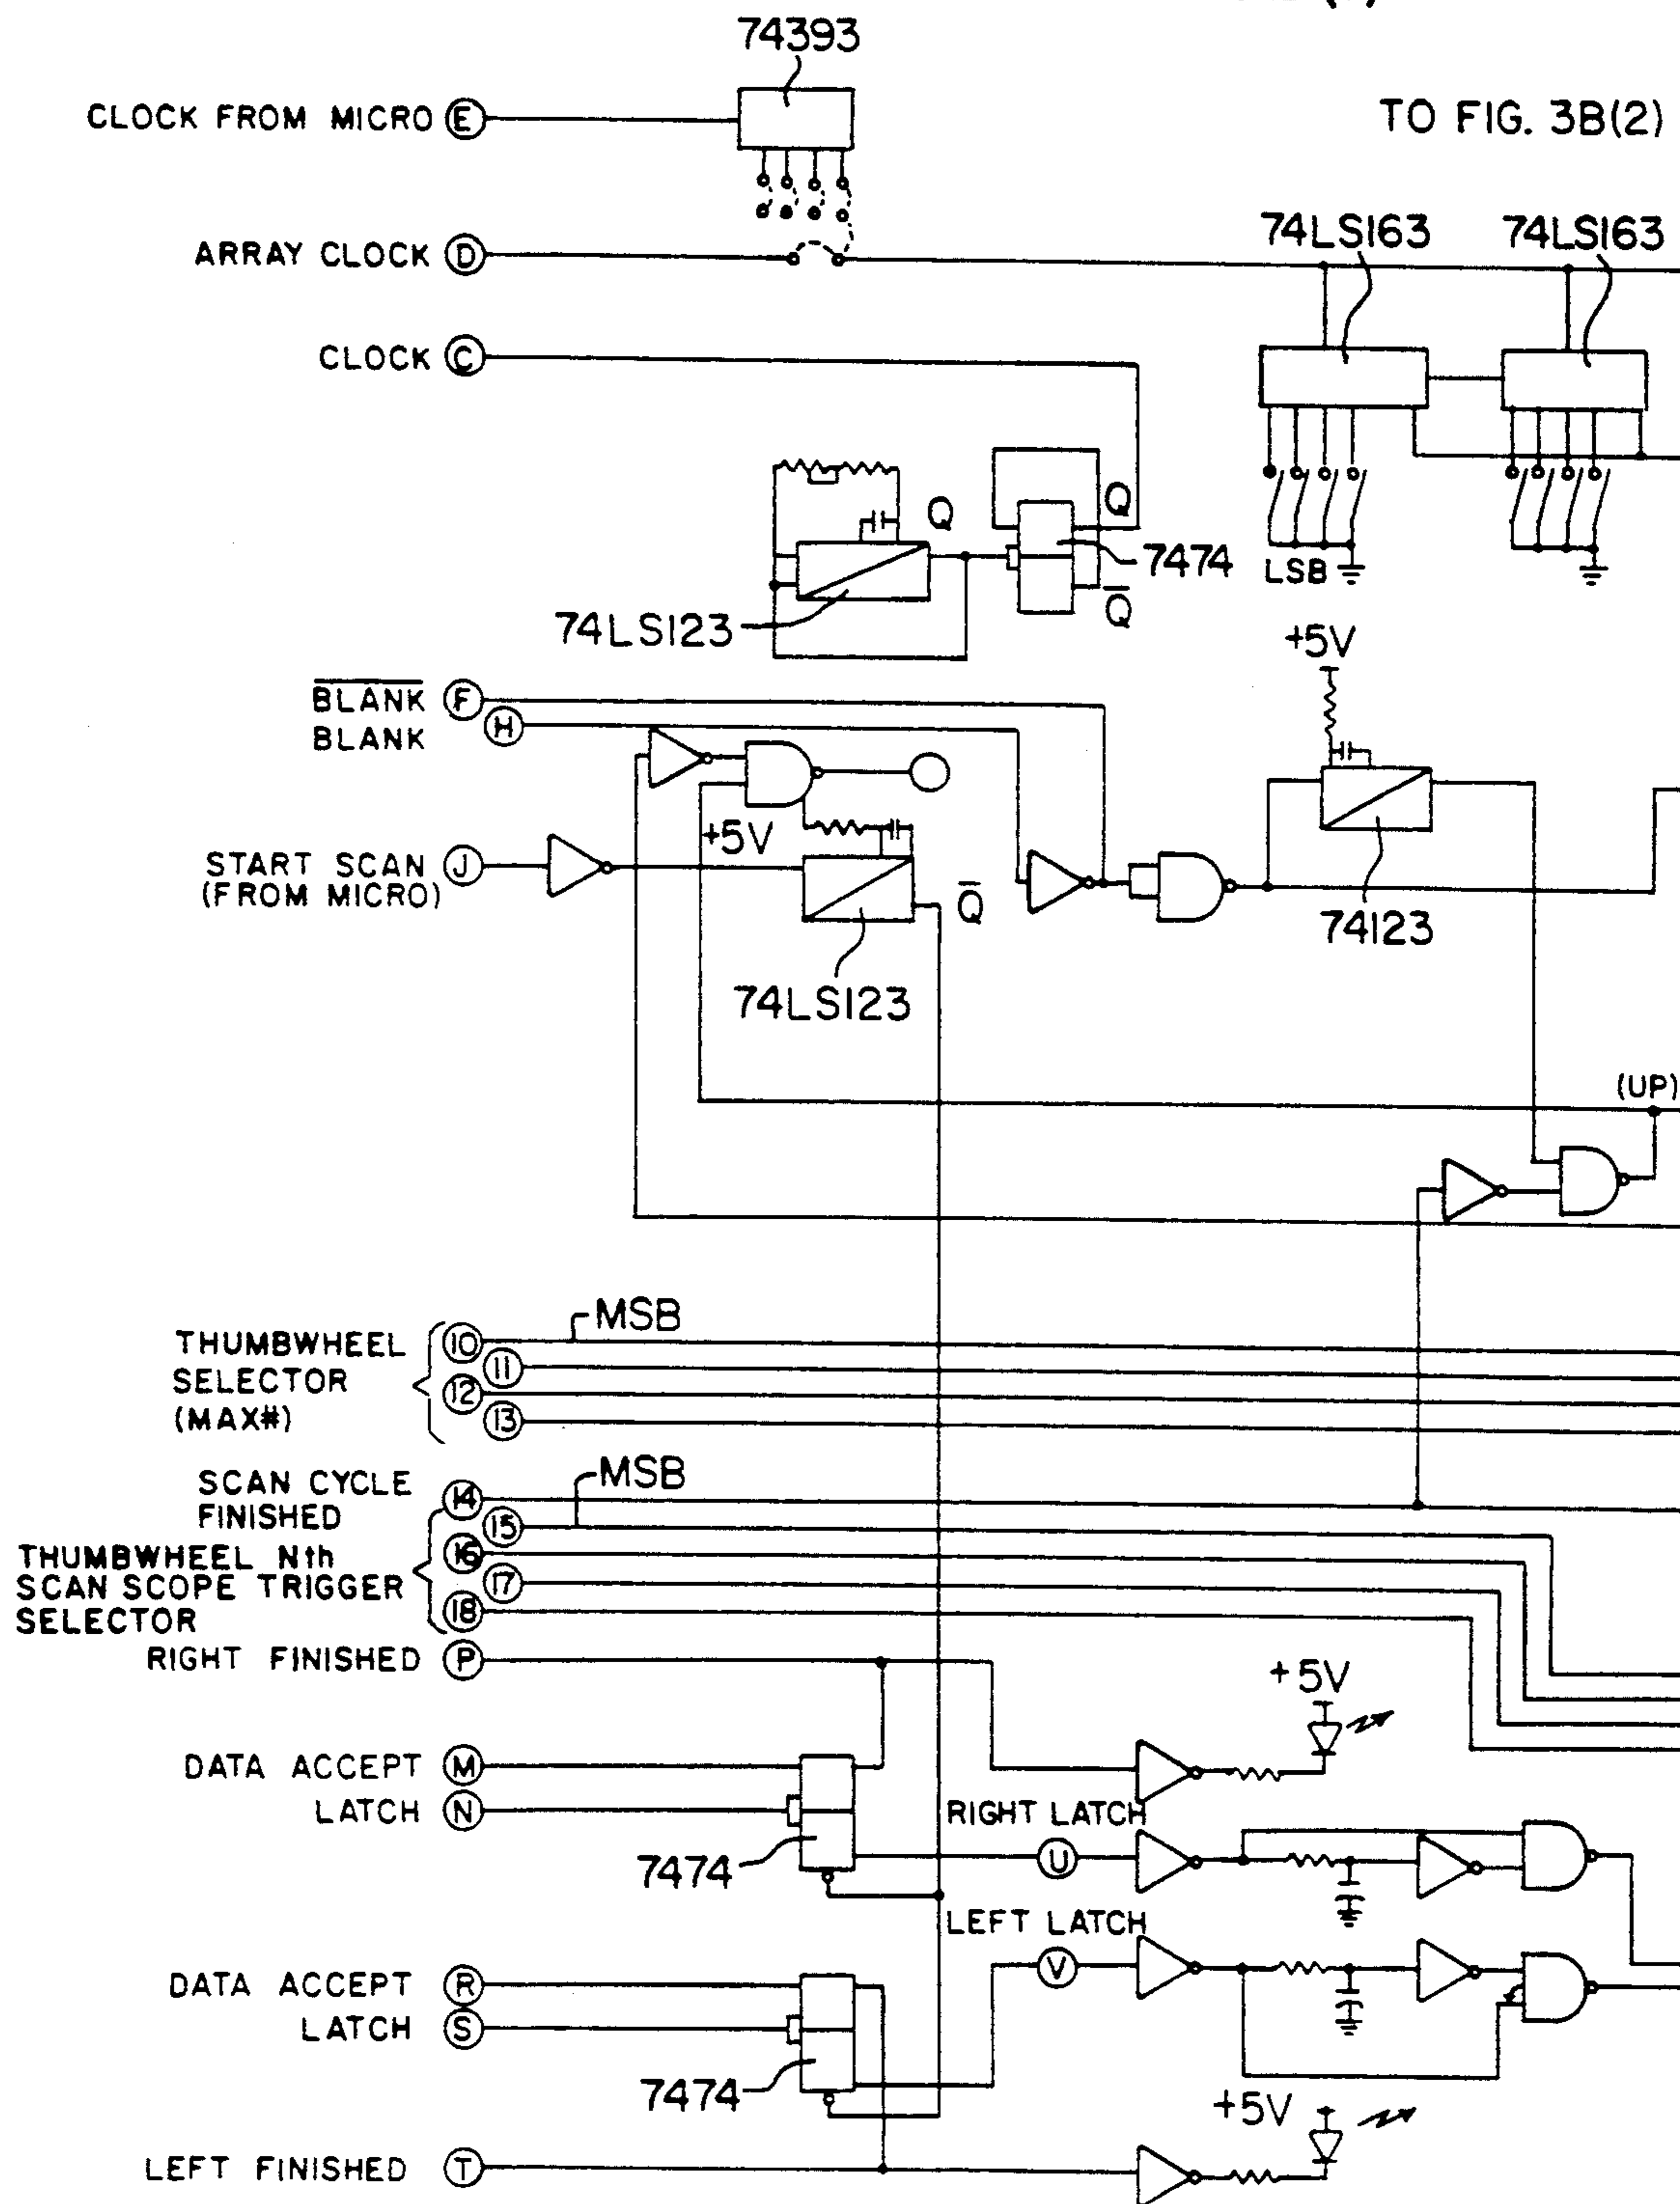 74393
CLOCK FROM MICRO E
TO FIG. 3B(2)
ARRAY CLOCK D
74LS163 74LS163
CLOCK C
Q Q
7474
Q̅
74LS123
LSB
+5V
B̅L̅A̅N̅K̅ F
BLANK H
+5V
START SCAN J
(FROM MICRO)
Q̅
74123
74LS123
(UP)
MSB
THUMBWHEEL 10
SELECTOR 11
12
(MAX#) 13
MSB
SCAN CYCLE 14
FINISHED 15
THUMBWHEEL Nth 16
SCAN SCOPE TRIGGER 17
SELECTOR 18
RIGHT FINISHED P
+5V
DATA ACCEPT M
LATCH N
RIGHT LATCH
U
7474
LEFT LATCH
V
DATA ACCEPT R
LATCH S
7474
+5V
LEFT FINISHED T